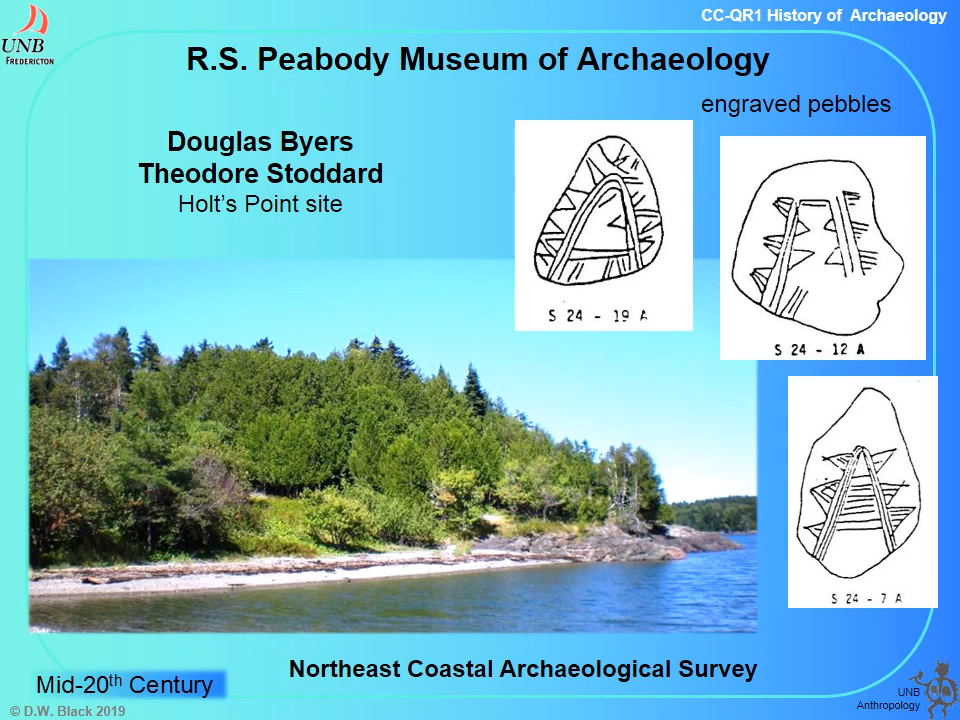 CC-QR1 History of Archaeology
UNB
FREDERICTON
R.S. Peabody Museum of Archaeology
engraved pebbles
Douglas Byers
Theodore Stoddard
Holt's Point site
S 24 - 19 A
S 24 - 12 A
S 24 - 7 A
Northeast Coastal Archaeological Survey
Mid-20th Century
© D.W. Black 2019
UNB
Anthropology